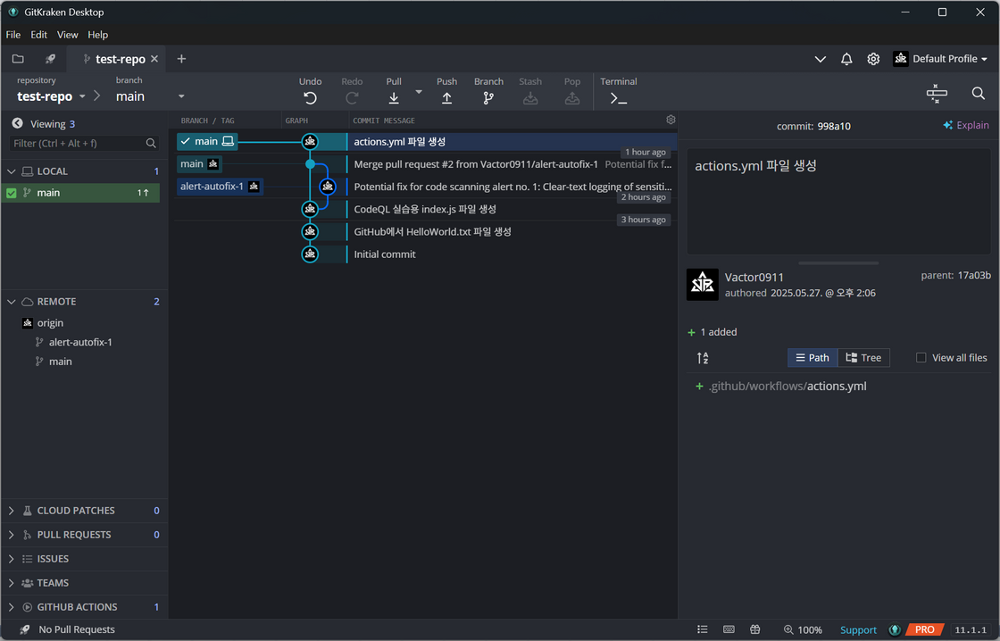 GitKraken Desktop
File Edit View Help
test-repo
Default Profile
repository
test-repo
branch
main
Undo Redo Pull Push Branch Stash Pop Terminal
Viewing 3
Filter (Ctrl + Alt + f)
LOCAL 1
main 1↑
REMOTE 2
origin
alert-autofix-1
main
CLOUD PATCHES 0
PULL REQUESTS 0
ISSUES
TEAMS
GITHUB ACTIONS 1
BRANCH / TAG GRAPH COMMIT MESSAGE
main actions.yml 파일 생성
1 hour ago
main Merge pull request #2 from Vactor0911/alert-autofix-1 Potential fix f...
alert-autofix-1 Potential fix for code scanning alert no. 1: Clear-text logging of sensiti...
2 hours ago
CodeQL 실습용 index.js 파일 생성
3 hours ago
GitHub에서 HelloWorld.txt 파일 생성
Initial commit
commit: 998a10 Explain
actions.yml 파일 생성
Vactor0911
authored 2025.05.27. @ 오후 2:06
parent: 17a03b
1 added
Path Tree View all files
.github/workflows/actions.yml
No Pull Requests
100% Support PRO 11.1.1